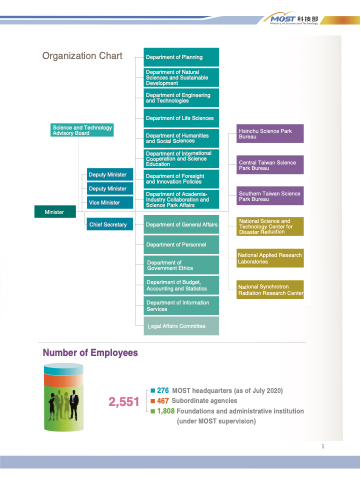 MOST 科技部
Ministry of Science and Technology
Organization Chart
Department of Planning
Department of Natural
Sciences and Sustainable
Development
Department of Engineering
and Technologies
Department of Life Sciences
Science and Technology
Advisory Board
Department of Humanities
and Social Sciences
Hsinchu Science Park
Bureau
Department of International
Cooperation and Science
Education
Central Taiwan Science
Park Bureau
Deputy Minister
Department of Foresight
and Innovation Policies
Deputy Minister
Vice Minister
Department of Academia-
Industry Collaboration and
Science Park Affairs
Southern Taiwan Science
Park Bureau
Minister
Chief Secretary
Department of General Affairs
National Science and
Technology Center for
Disaster Reduction
Department of Personnel
National Applied Research
Laboratories
Department of
Government Ethics
Department of Budget,
Accounting and Statistics
National Synchrotron
Radiation Research Center
Department of Information
Services
Legal Affairs Committee
Number of Employees
2,551
276 MOST headquarters (as of July 2020)
467 Subordinate agencies
1,808 Foundations and administrative institution
(under MOST supervision)